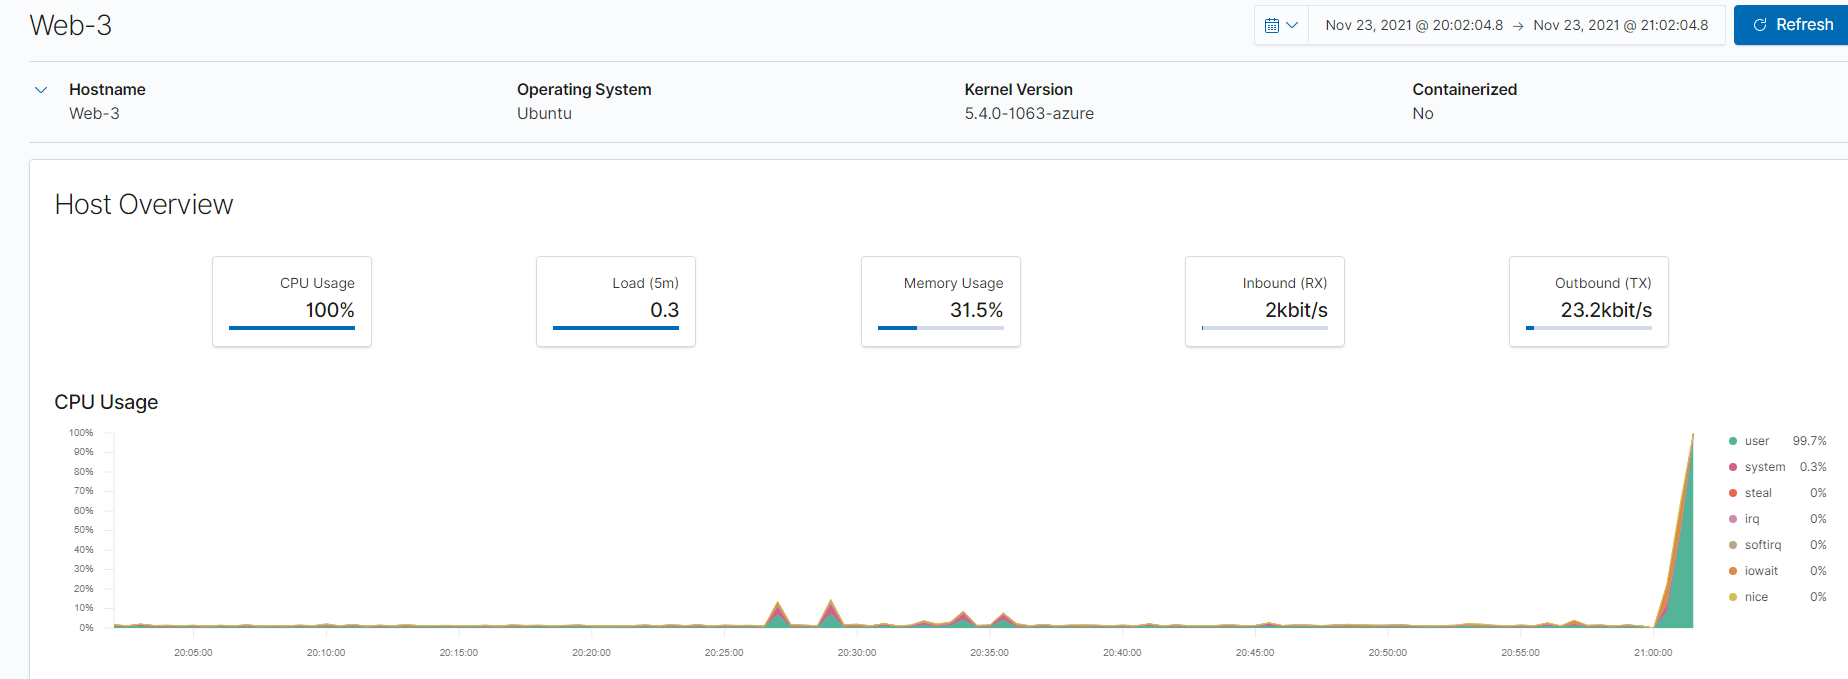 Web-3
Nov 23, 2021 @ 20:02:04.8 → Nov 23, 2021 @ 21:02:04.8
Refresh
Hostname
Web-3
Operating System
Ubuntu
Kernel Version
5.4.0-1063-azure
Containerized
No
Host Overview
CPU Usage
100%
Load (5m)
0.3
Memory Usage
31.5%
Inbound (RX)
2kbit/s
Outbound (TX)
23.2kbit/s
CPU Usage
100%
90%
80%
70%
60%
50%
40%
30%
20%
10%
0%
20:05:00 20:10:00 20:15:00 20:20:00 20:25:00 20:30:00 20:35:00 20:40:00 20:45:00 20:50:00 20:55:00 21:00:00
user 99.7%
system 0.3%
steal 0%
irq 0%
softirq 0%
iowait 0%
nice 0%